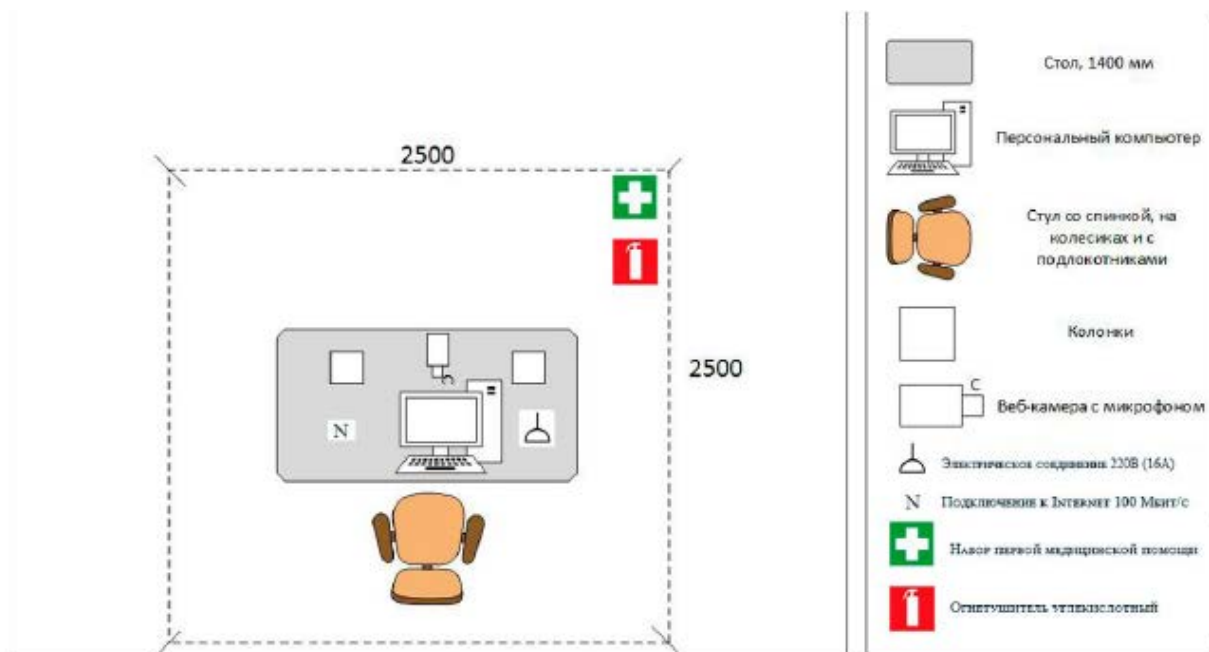 2500
2500
N
Стол, 1400 мм
Персональный компьютер
Стул со спинкой, на
колесиках и с
подлокотниками
Колонки
С
Веб-камера с микрофоном
Электрическое соединение 220В (16А)
N
Подключение к Internet 100 Мбит/с
Набор первой медицинской помощи
Огнетушитель углекислотный